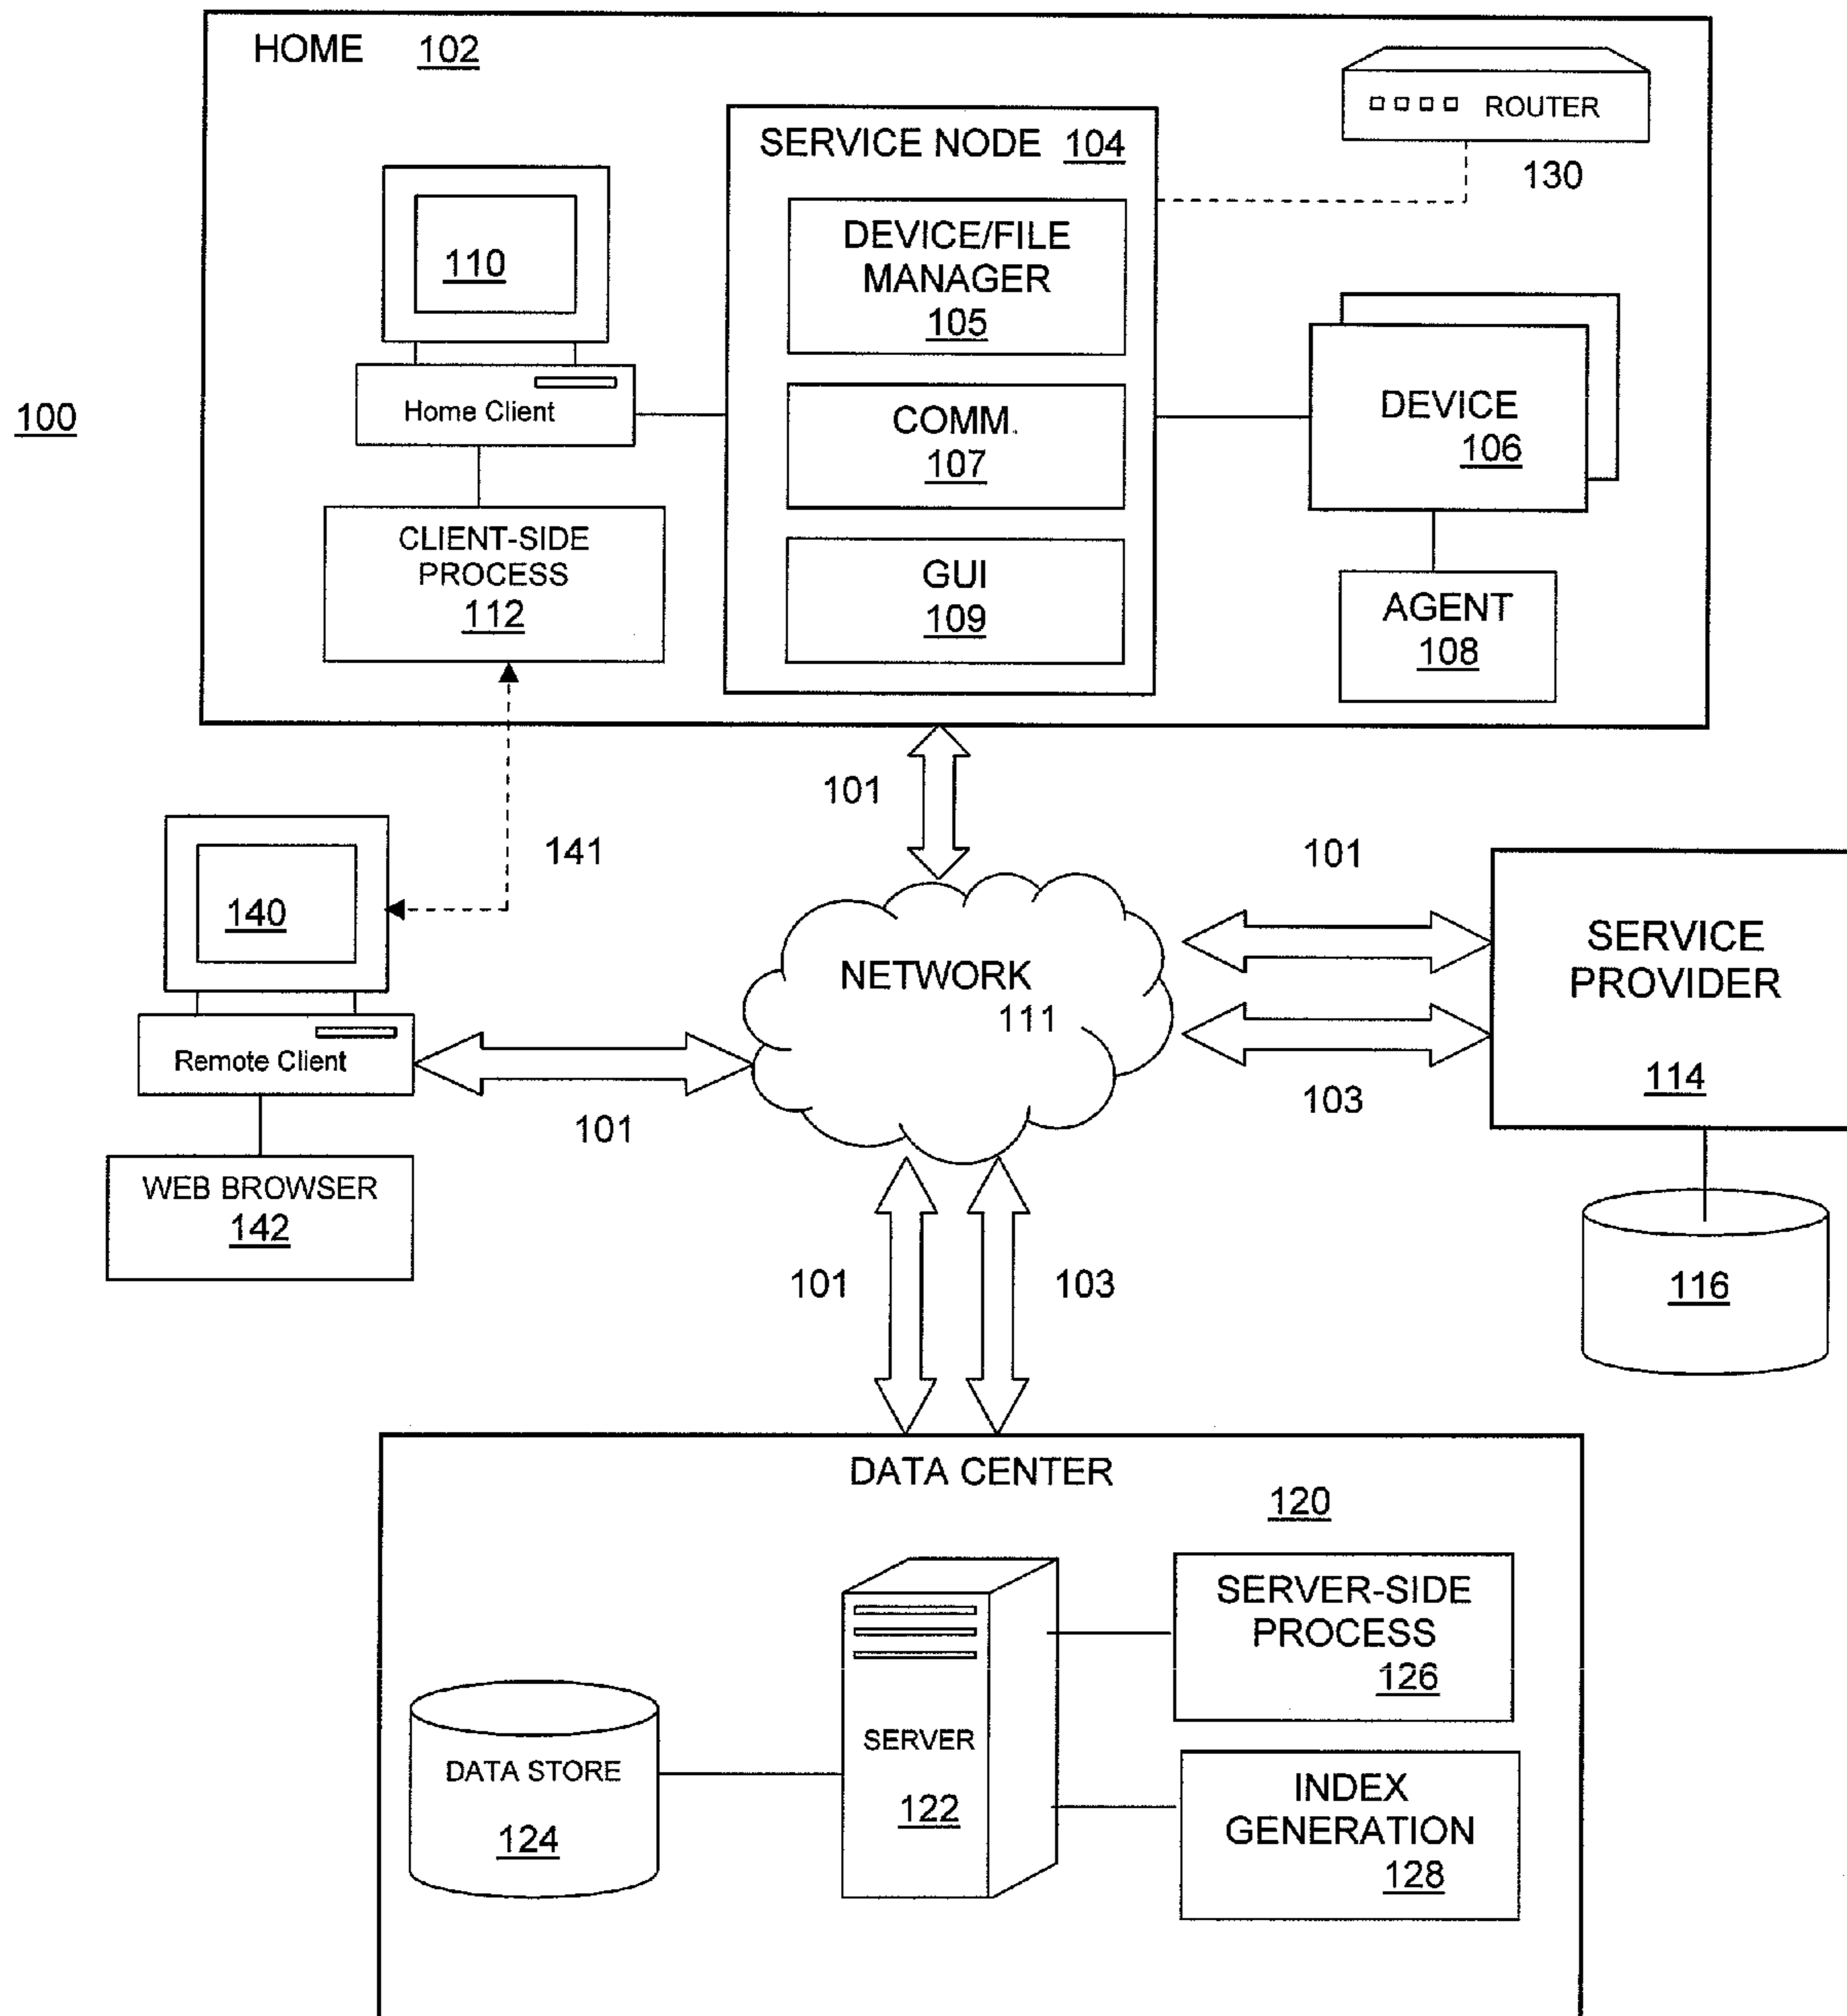 HOME 102
ROUTER
130
SERVICE NODE 104
DEVICE/FILE
MANAGER
105
COMM.
107
GUI
109
110
Home Client
CLIENT-SIDE
PROCESS
112
DEVICE
106
AGENT
108
100
101
141
140
Remote Client
WEB BROWSER
142
101
NETWORK
111
101
103
SERVICE
PROVIDER
114
116
101
103
DATA CENTER
120
SERVER-SIDE
PROCESS
126
SERVER
122
DATA STORE
124
INDEX
GENERATION
128